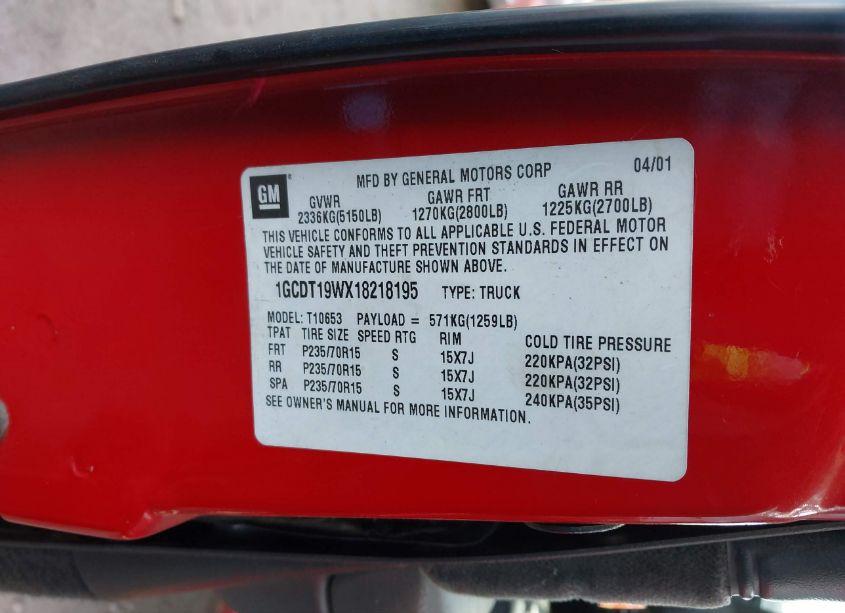 MFD BY GENERAL MOTORS CORP 04/01
GM
GVWR GAWR FRT GAWR RR
2336KG(5150LB) 1270KG(2800LB) 1225KG(2700LB)
THIS VEHICLE CONFORMS TO ALL APPLICABLE U.S. FEDERAL MOTOR
VEHICLE SAFETY AND THEFT PREVENTION STANDARDS IN EFFECT ON
THE DATE OF MANUFACTURE SHOWN ABOVE.
1GCDT19WX18218195 TYPE: TRUCK
MODEL: T10653 PAYLOAD = 571KG(1259LB)
TPAT TIRE SIZE SPEED RTG RIM COLD TIRE PRESSURE
FRT P235/70R15 S 15X7J 220KPA(32PSI)
RR P235/70R15 S 15X7J 220KPA(32PSI)
SPA P235/70R15 S 15X7J 240KPA(35PSI)
SEE OWNER'S MANUAL FOR MORE INFORMATION.